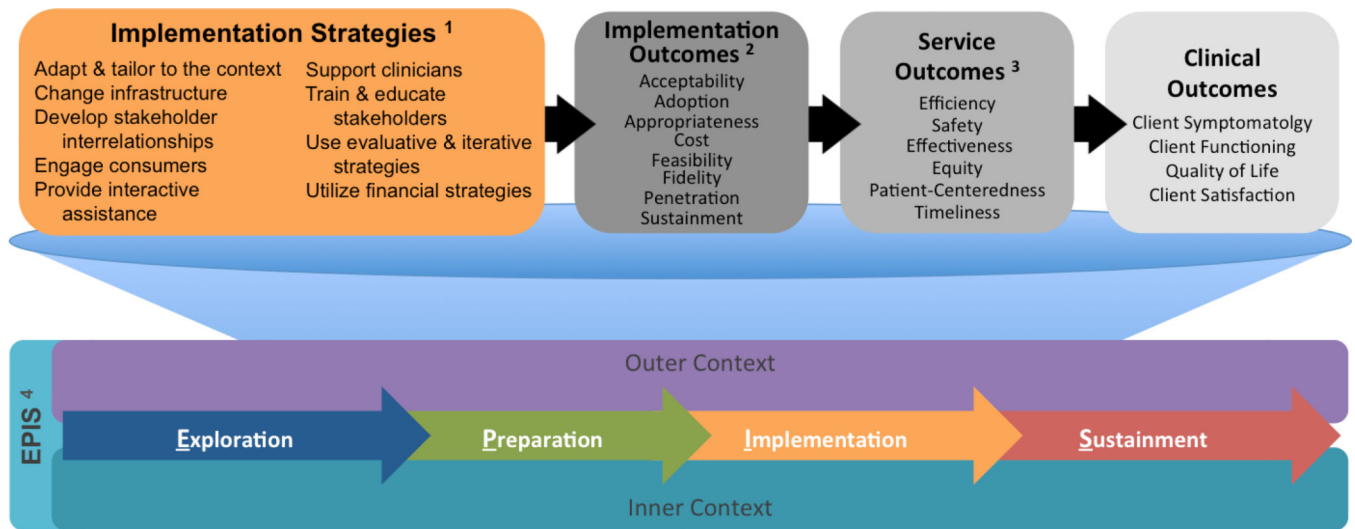 Implementation Strategies 1
Adapt & tailor to the context
Change infrastructure
Develop stakeholder
interrelationships
Engage consumers
Provide interactive
assistance
Support clinicians
Train & educate
stakeholders
Use evaluative & iterative
strategies
Utilize financial strategies
Implementation
Outcomes 2
Acceptability
Adoption
Appropriateness
Cost
Feasibility
Fidelity
Penetration
Sustainment
Service
Outcomes 3
Efficiency
Safety
Effectiveness
Equity
Patient-Centeredness
Timeliness
Clinical
Outcomes
Client Symptomatolgy
Client Functioning
Quality of Life
Client Satisfaction
EPIS 4
Outer Context
Exploration
Preparation
Implementation
Sustainment
Inner Context